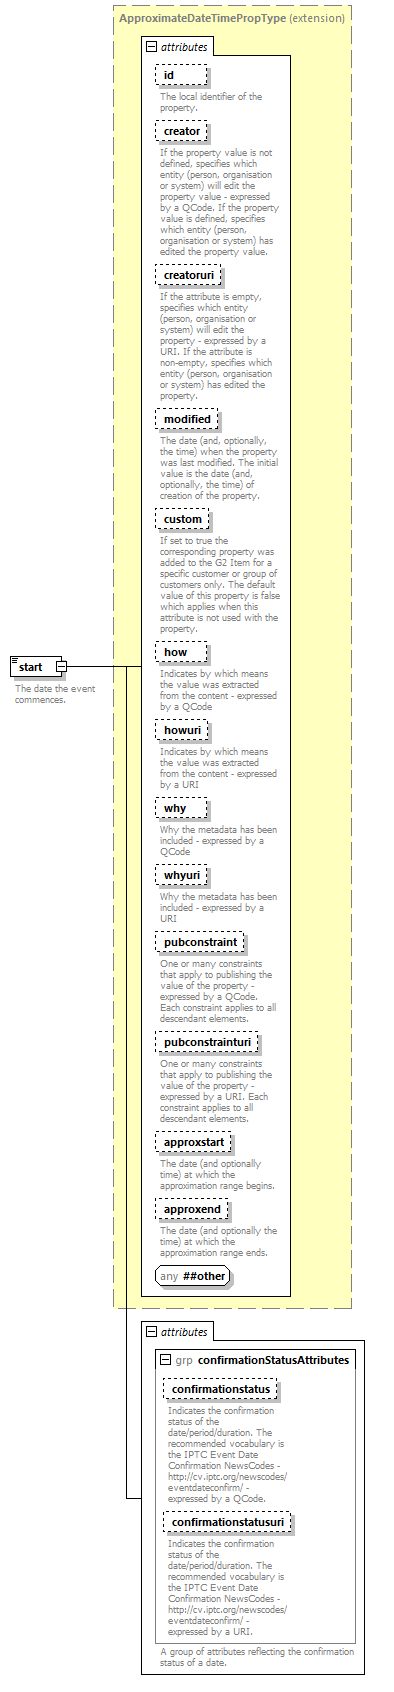 ApproximateDateTimePropType (extension)
attributes
id
The local identifier of the
property.
creator
If the property value is not
defined, specifies which
entity (person, organisation
or system) will edit the
property value - expressed
by a QCode. If the property
value is defined, specifies
which entity (person,
organisation or system) has
edited the property value.
creatoruri
If the attribute is empty,
specifies which entity
(person, organisation or
system) will edit the
property - expressed by a
URI. If the attribute is
non-empty, specifies which
entity (person, organisation
or system) has edited the
property.
modified
The date (and, optionally,
the time) when the property
was last modified. The initial
value is the date (and,
optionally, the time) of
creation of the property.
custom
If set to true the
corresponding property was
added to the G2 Item for a
specific customer or group of
customers only. The default
value of this property is false
which applies when this
attribute is not used with the
property.
start
The date the event
commences.
how
Indicates by which means
the value was extracted
from the content - expressed
by a QCode
howuri
Indicates by which means
the value was extracted
from the content - expressed
by a URI
why
Why the metadata has been
included - expressed by a
QCode
whyuri
Why the metadata has been
included - expressed by a
URI
pubconstraint
One or many constraints
that apply to publishing the
value of the property -
expressed by a QCode.
Each constraint applies to all
descendant elements.
pubconstrainturi
One or many constraints
that apply to publishing the
value of the property -
expressed by a URI. Each
constraint applies to all
descendant elements.
approxstart
The date (and optionally
time) at which the
approximation range begins.
approxend
The date (and optionally the
time) at which the
approximation range ends.
any ##other
attributes
grp confirmationStatusAttributes
confirmationstatus
Indicates the confirmation
status of the
date/period/duration. The
recommended vocabulary is
the IPTC Event Date
Confirmation NewsCodes -
http://cv.iptc.org/newscodes/
eventdateconfirm/ -
expressed by a QCode.
confirmationstatusuri
Indicates the confirmation
status of the
date/period/duration. The
recommended vocabulary is
the IPTC Event Date
Confirmation NewsCodes -
http://cv.iptc.org/newscodes/
eventdateconfirm/ -
expressed by a URI.
A group of attributes reflecting the confirmation
status of a date.